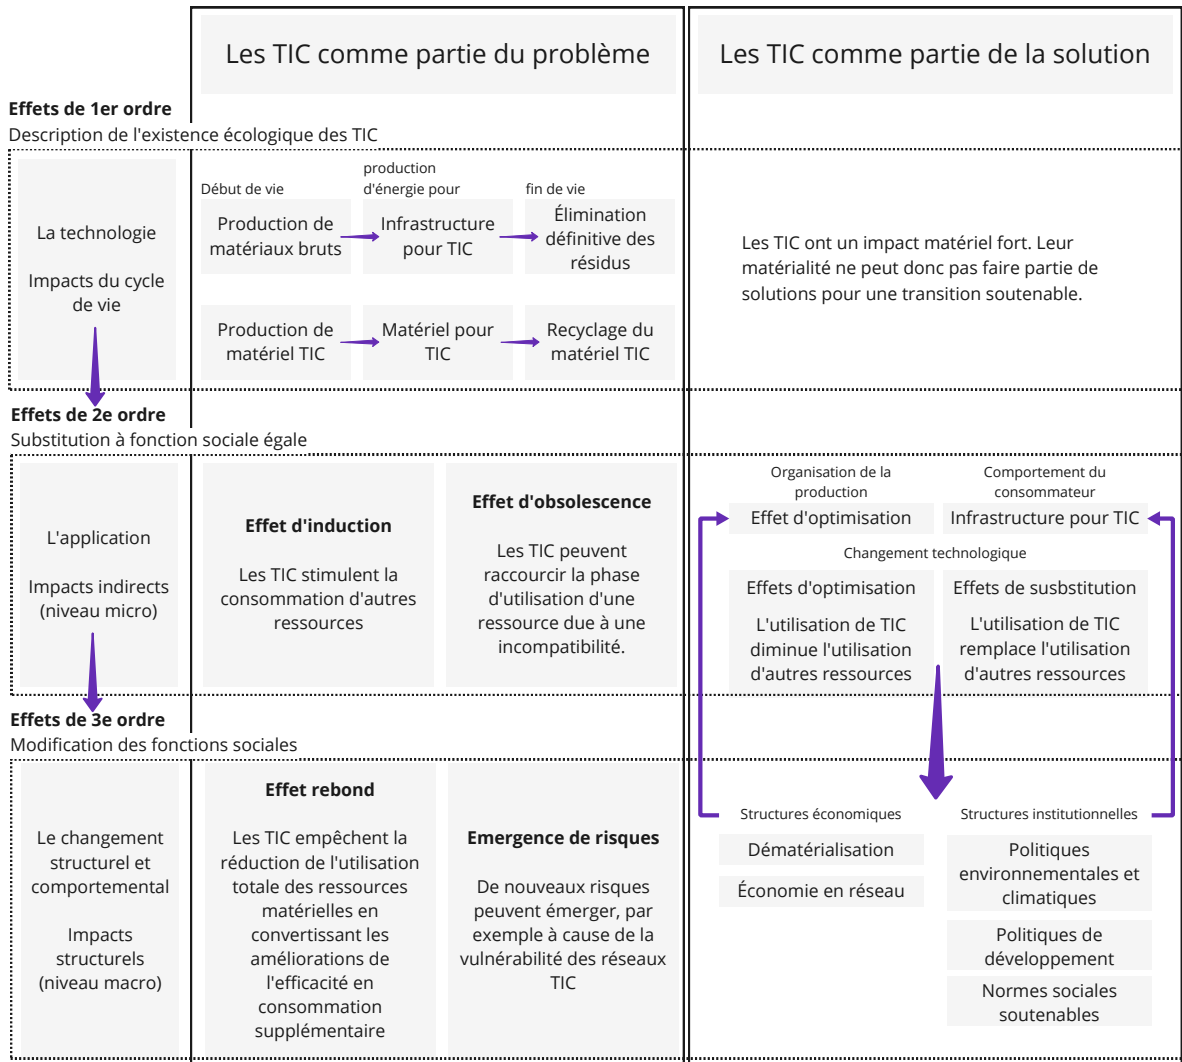 Les TIC comme partie du problème
Les TIC comme partie de la solution
Effets de 1er ordre
Description de l'existence écologique des TIC
La technologie
Impacts du cycle
de vie
Début de vie
production
d'énergie pour
fin de vie
Production de
matériaux bruts
Infrastructure
pour TIC
Élimination
définitive des
résidus
Production de
matériel TIC
Matériel pour
TIC
Recyclage du
matériel TIC
Les TIC ont un impact matériel fort. Leur
matérialité ne peut donc pas faire partie de
solutions pour une transition soutenable.
Effets de 2e ordre
Substitution à fonction sociale égale
L'application
Impacts indirects
(niveau micro)
Effet d'induction
Les TIC stimulent la
consommation d'autres
ressources
Effet d'obsolescence
Les TIC peuvent
raccourcir la phase
d'utilisation d'une
ressource due à une
incompatibilité.
Organisation de la
production
Comportement du
consommateur
Effet d'optimisation
Infrastructure pour TIC
Changement technologique
Effets d'optimisation
L'utilisation de TIC
diminue l'utilisation
d'autres ressources
Effets de susbstitution
L'utilisation de TIC
remplace l'utilisation
d'autres ressources
Effets de 3e ordre
Modification des fonctions sociales
Le changement
structurel et
comportemental
Impacts
structurels
(niveau macro)
Effet rebond
Les TIC empêchent la
réduction de l'utilisation
totale des ressources
matérielles en
convertissant les
améliorations de
l'efficacité en
consommation
supplémentaire
Emergence de risques
De nouveaux risques
peuvent émerger, par
exemple à cause de la
vulnérabilité des réseaux
TIC
Structures économiques
Dématérialisation
Économie en réseau
Structures institutionnelles
Politiques
environnementales et
climatiques
Politiques de
développement
Normes sociales
soutenables